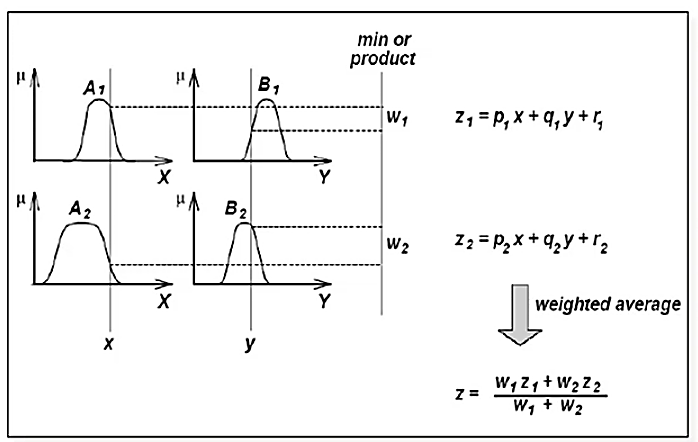 min or
product
μ A₁ μ B₁
w₁ z₁ = p₁ x + q₁ y + r₁
X Y
μ A₂ μ B₂
w₂ z₂ = p₂ x + q₂ y + r₂
X Y
weighted average
x y
z = w₁ z₁ + w₂ z₂
w₁ + w₂